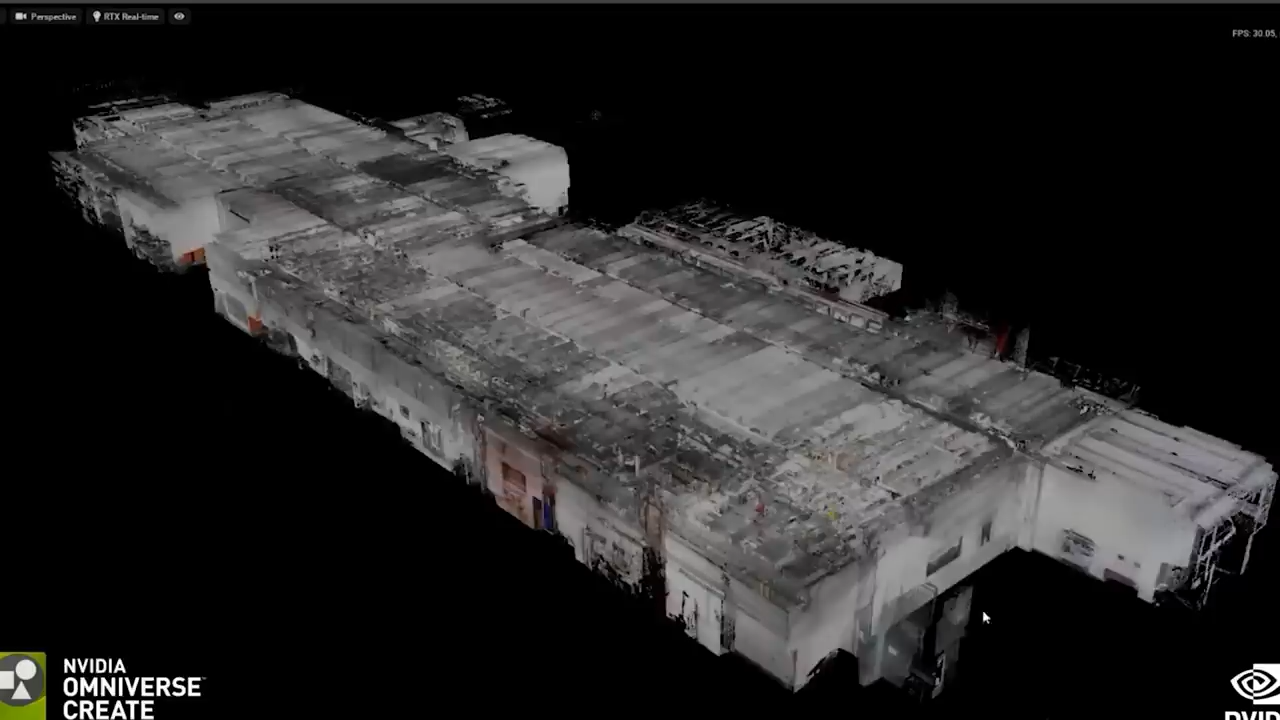 Perspective
RTX Real-time
FPS: 30.05,
NVIDIA
OMNIVERSE
CREATE